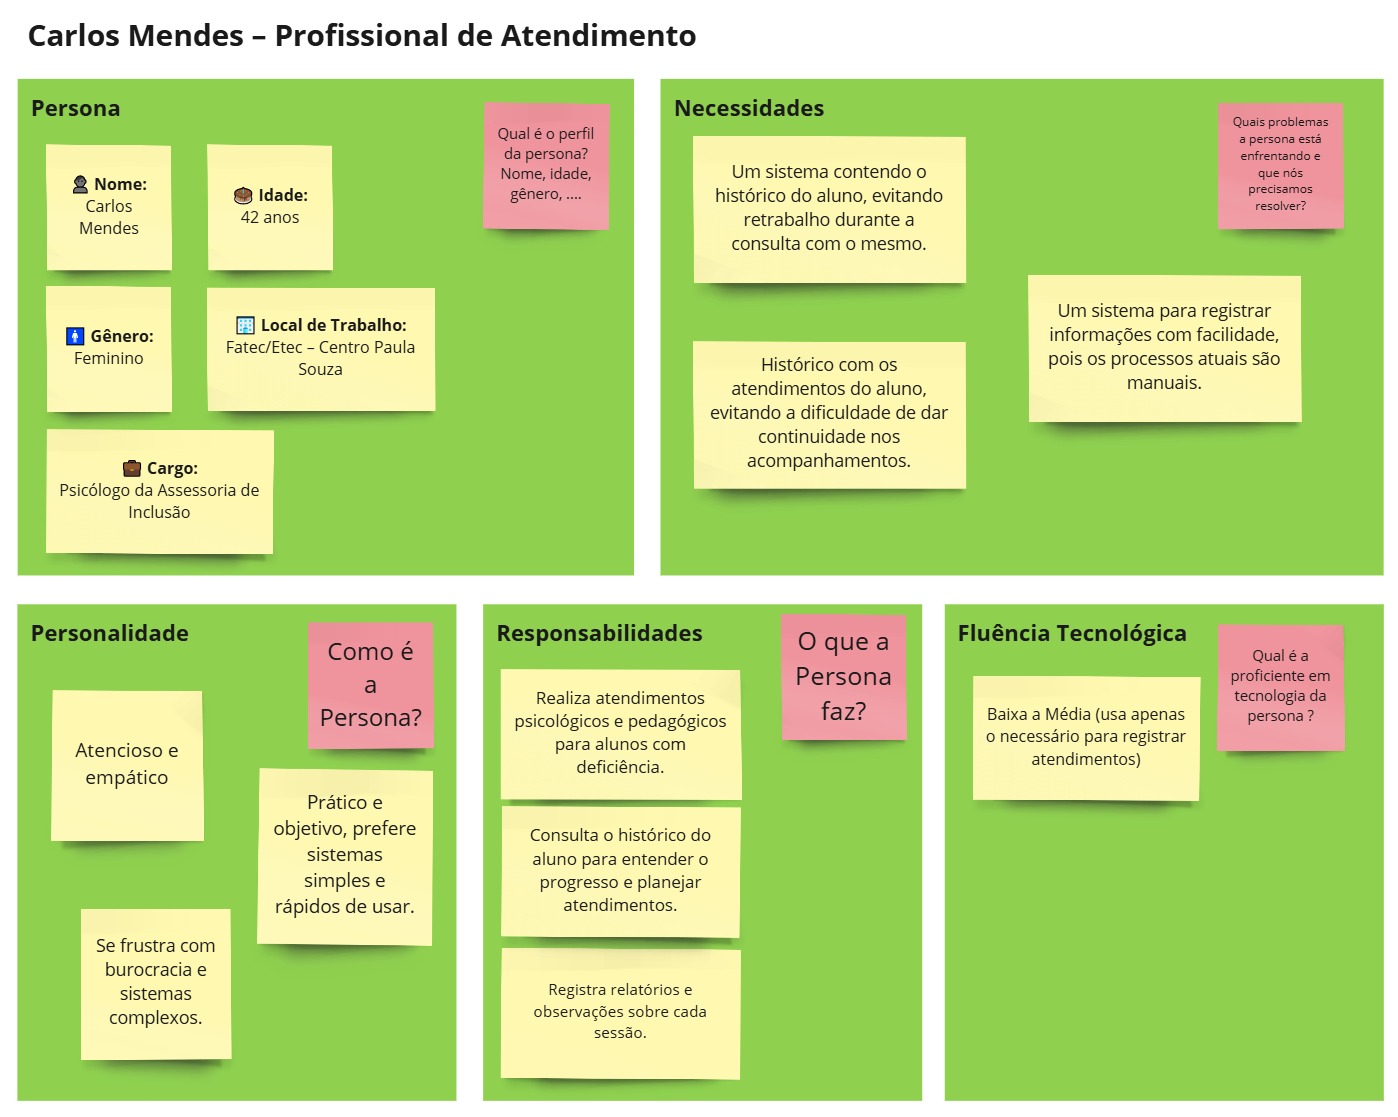 Carlos Mendes – Profissional de Atendimento
Persona
Qual é o perfil
da persona?
Nome, idade,
gênero, ....
Nome:
Carlos
Mendes
Idade:
42 anos
Gênero:
Feminino
Local de Trabalho:
Fatec/Etec – Centro Paula
Souza
Cargo:
Psicólogo da Assessoria de
Inclusão
Necessidades
Quais problemas
a persona está
enfrentando e
que nós
precisamos
resolver?
Um sistema contendo o
histórico do aluno, evitando
retrabalho durante a
consulta com o mesmo.
Um sistema para registrar
informações com facilidade,
pois os processos atuais são
manuais.
Histórico com os
atendimentos do aluno,
evitando a dificuldade de dar
continuidade nos
acompanhamentos.
Personalidade
Como é
a
Persona?
Atencioso e
empático
Prático e
objetivo, prefere
sistemas
simples e
rápidos de usar.
Se frustra com
burocracia e
sistemas
complexos.
Responsabilidades
O que a
Persona
faz?
Realiza atendimentos
psicológicos e pedagógicos
para alunos com
deficiência.
Consulta o histórico do
aluno para entender o
progresso e planejar
atendimentos.
Registra relatórios e
observações sobre cada
sessão.
Fluência Tecnológica
Qual é a
proficiente em
tecnologia da
persona ?
Baixa a Média (usa apenas
o necessário para registrar
atendimentos)